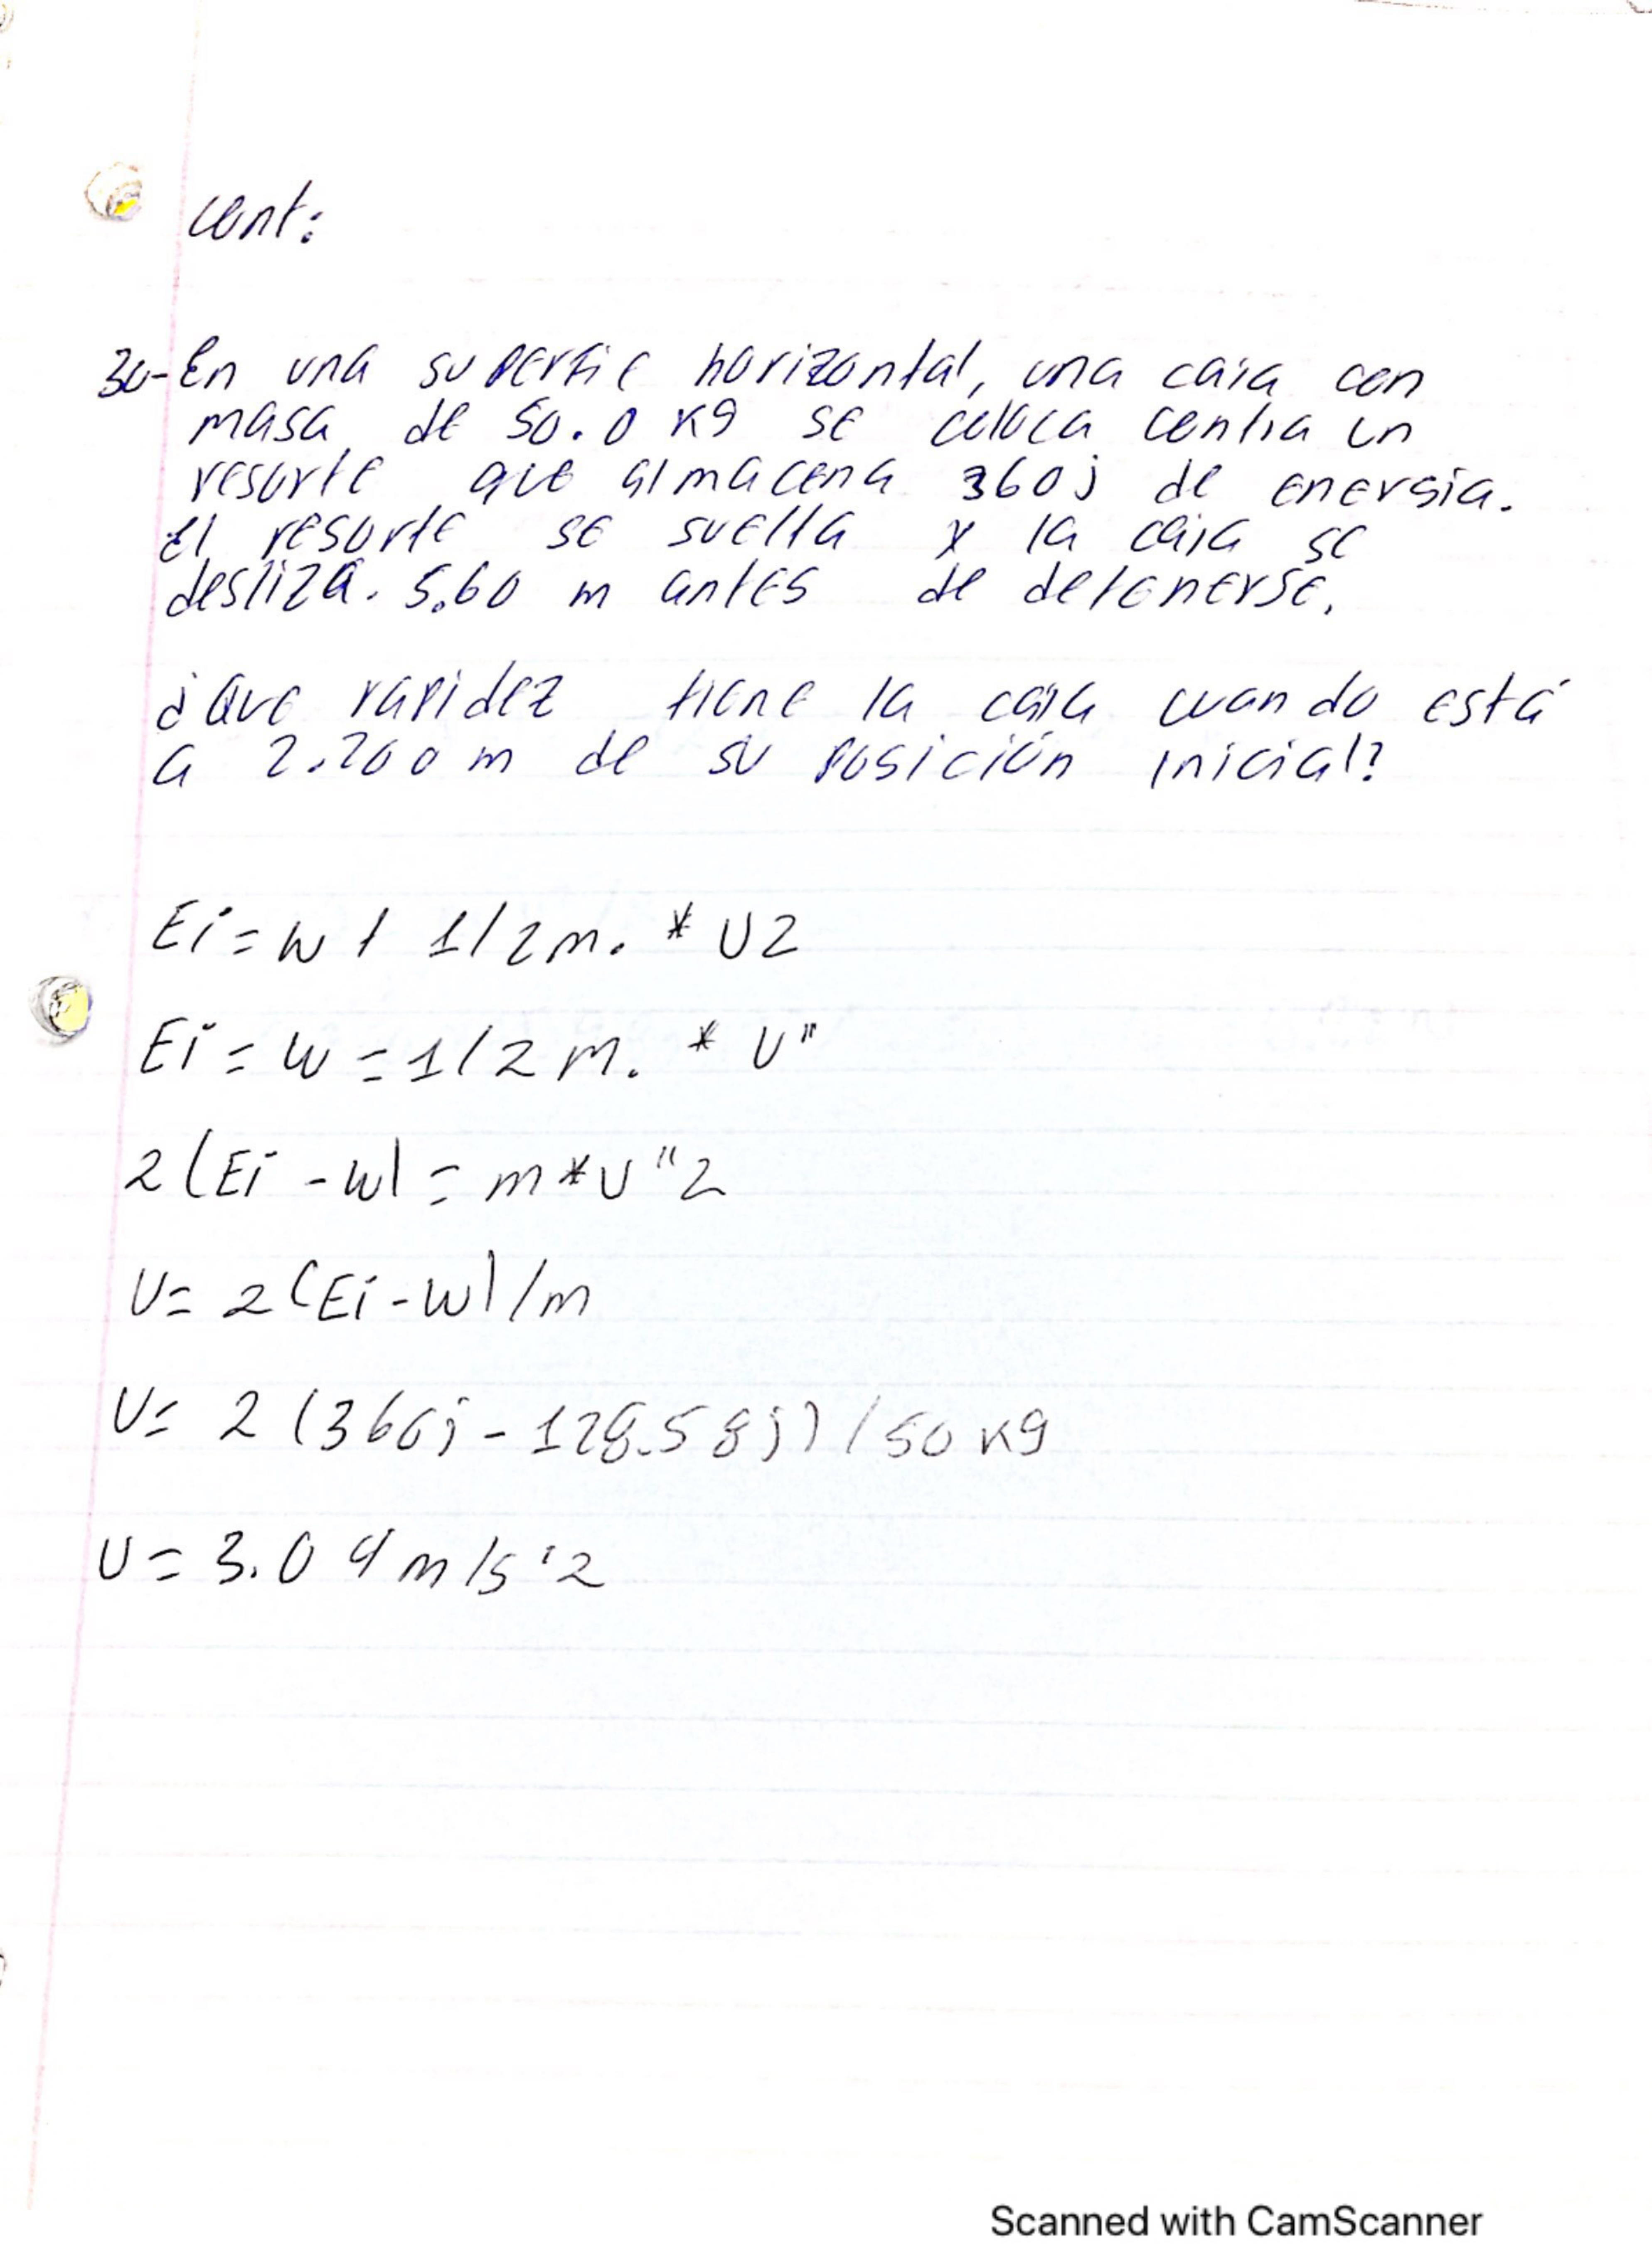 cont:
30-En una superfie horizontal, una caja con
masa de 50.0 kg se coloca contra un
resorte que almacena 360j de energia.
El resorte se suelta y la caja se
desliza. 5.60 m antes de detenerse.
¿Que rapidez tiene la caja cuando está
a 2.200m de su posición inicial?
Ei = w + 1/2m. * U2
Ei = w = 1/2 m. * U"
2 (Ei - w) = m*U"2
U= 2(Ei-w)/m
U= 2 (360j - 128.58j) / 50 kg
U = 3.04 m/s'2
Scanned with CamScanner